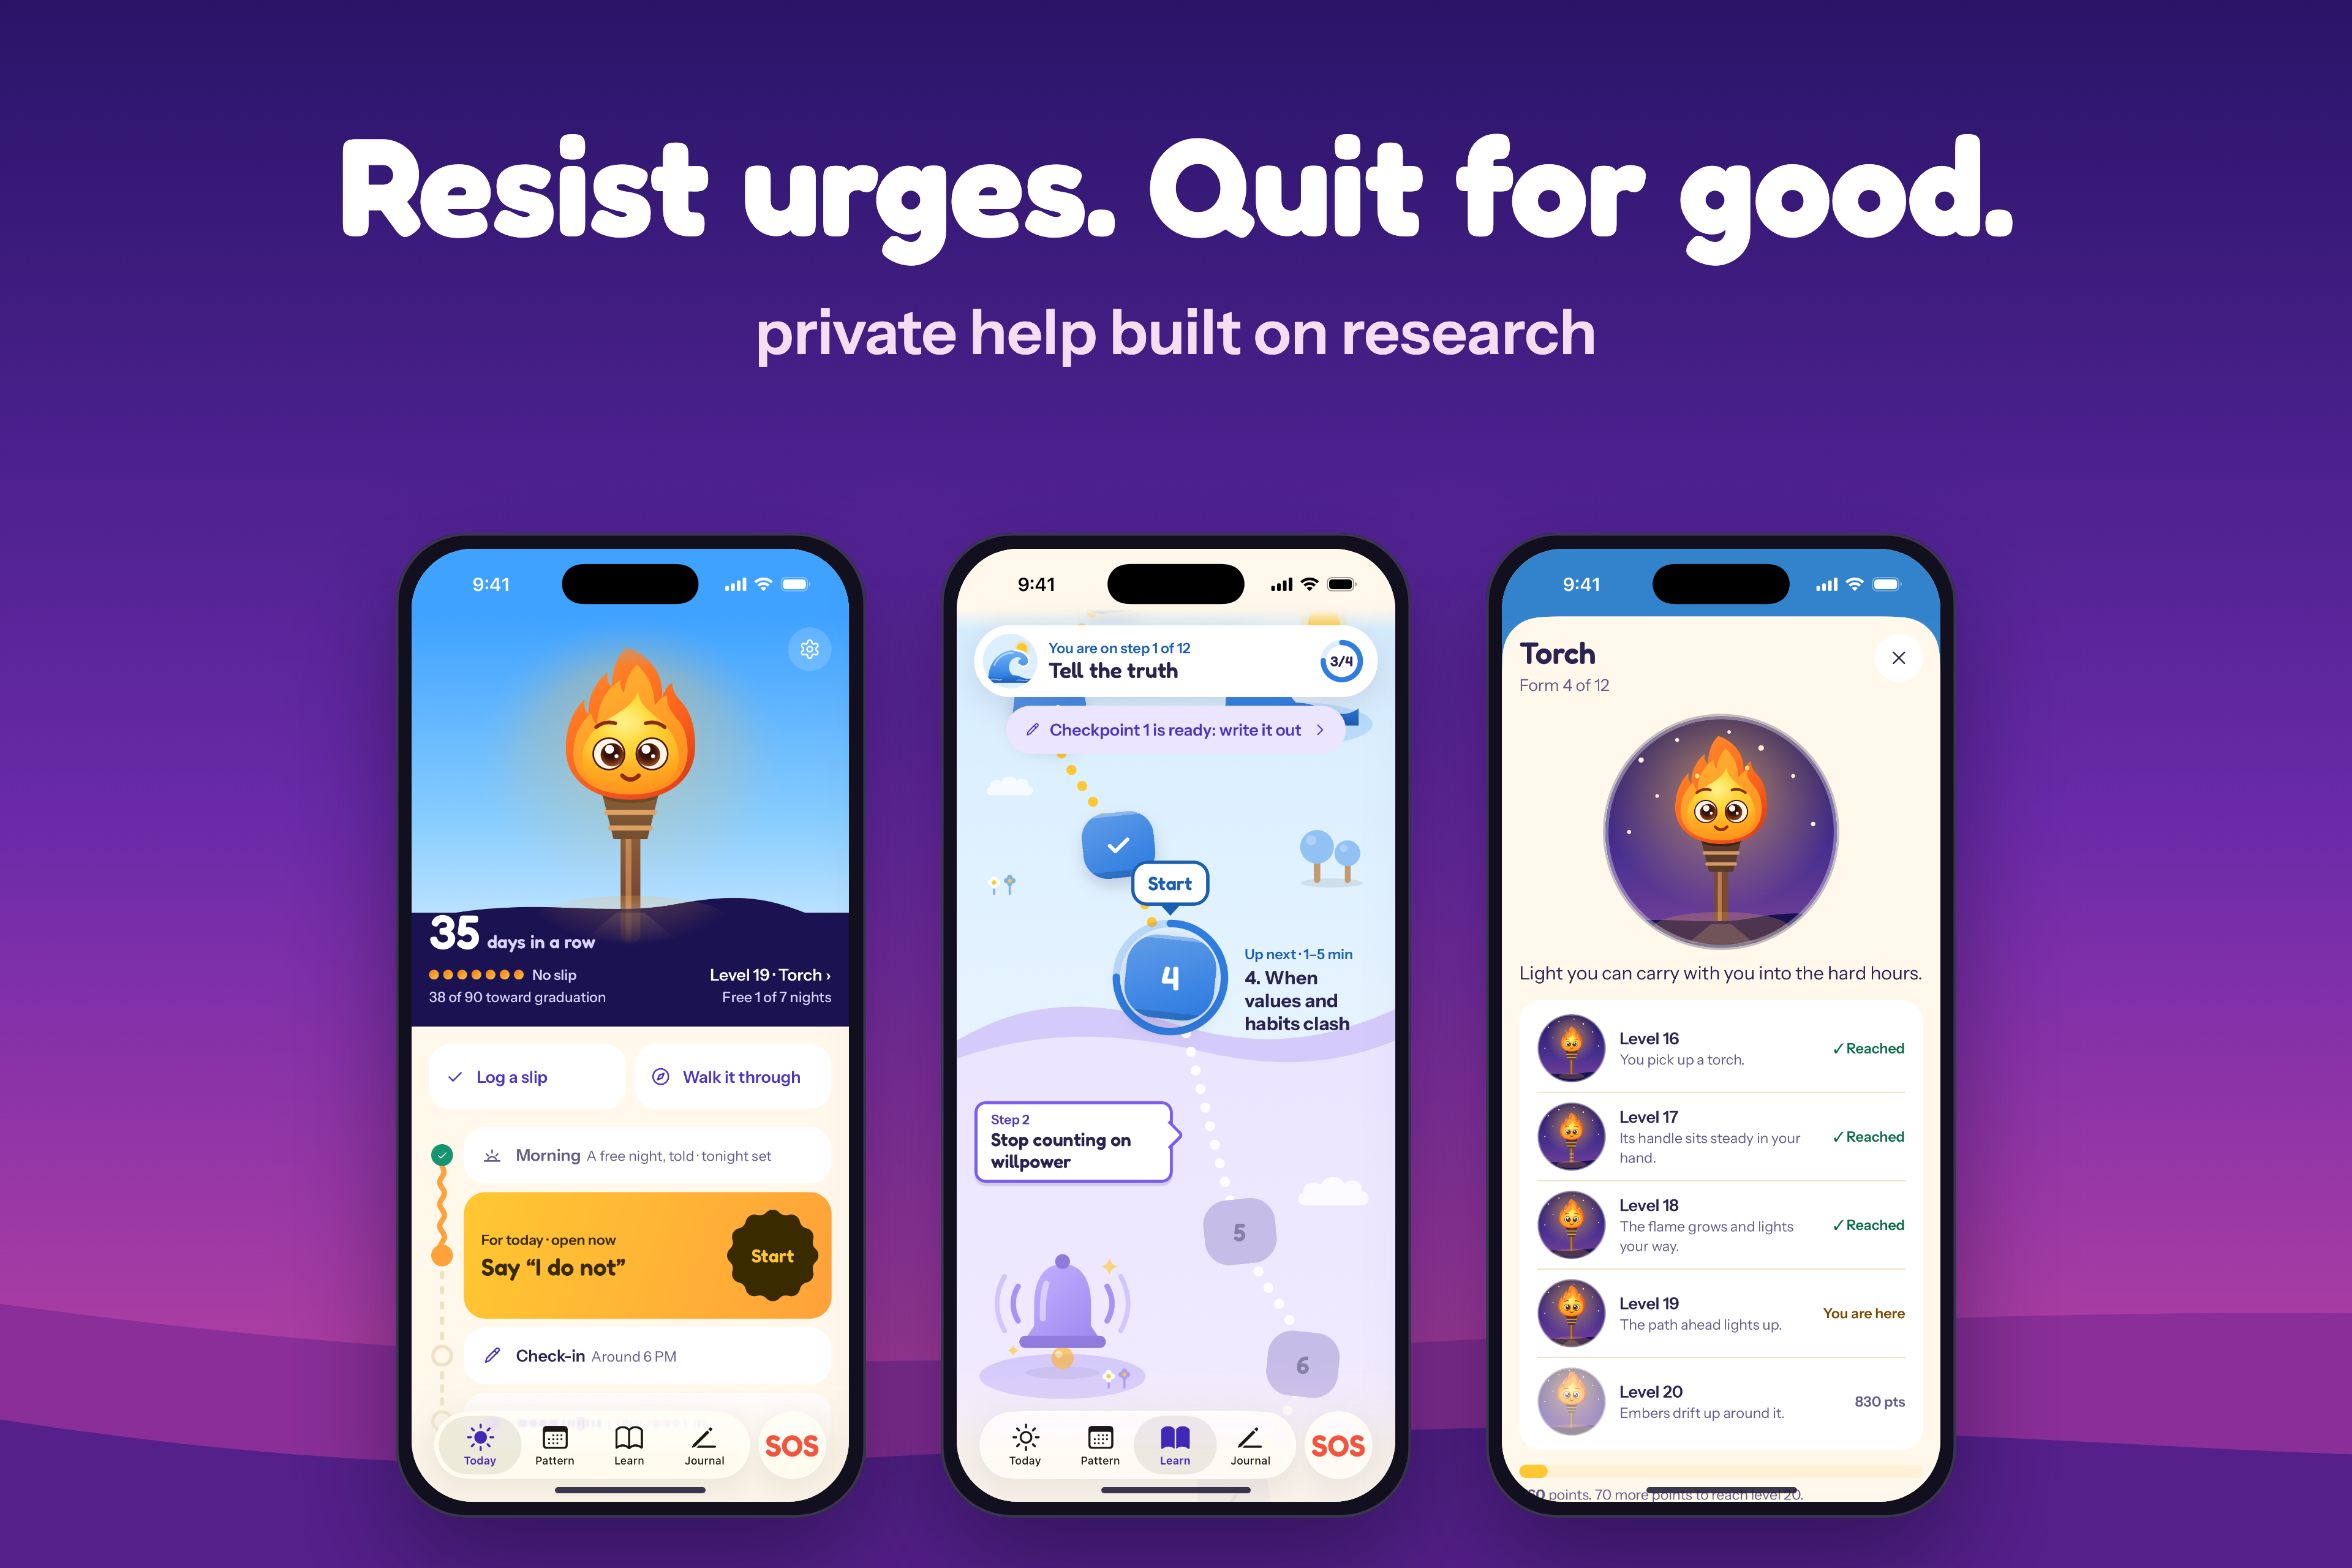 Resist urges. Quit for good.
private help built on research
9:41
35 days in a row
No slip
Level 19 · Torch ›
38 of 90 toward graduation
Free 1 of 7 nights
Log a slip
Walk it through
Morning A free night, told · tonight set
For today · open now
Say “I do not”
Start
Check-in Around 6 PM
Today
Pattern
Learn
Journal
SOS
9:41
You are on step 1 of 12
Tell the truth
3/4
Checkpoint 1 is ready: write it out
Start
4
Up next · 1–5 min
4. When
values and
habits clash
Step 2
Stop counting on
willpower
5
6
Today
Pattern
Learn
Journal
SOS
9:41
Torch
Form 4 of 12
Light you can carry with you into the hard hours.
Level 16
You pick up a torch.
✓ Reached
Level 17
Its handle sits steady in your
hand.
✓ Reached
Level 18
The flame grows and lights
your way.
✓ Reached
Level 19
The path ahead lights up.
You are here
Level 20
Embers drift up around it.
830 pts
points. 70 more points to reach level 20.